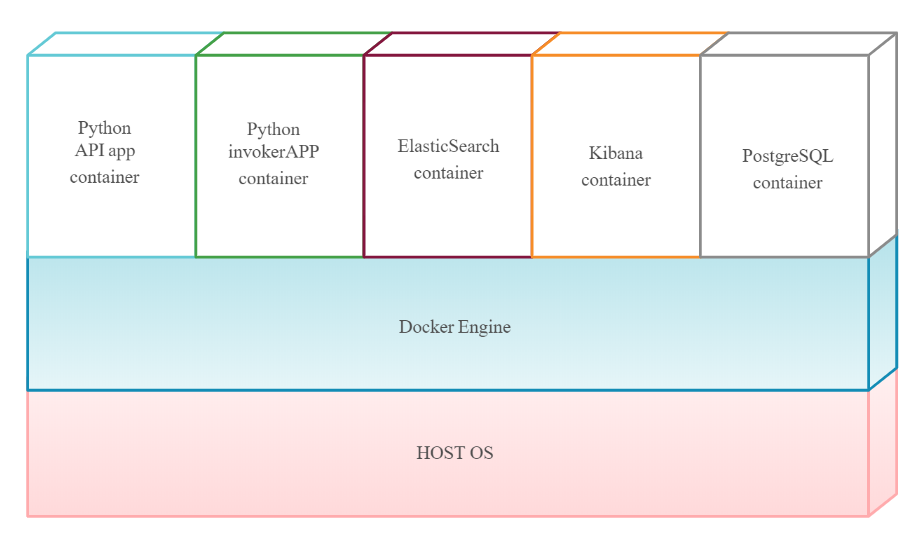 Python
API app
container
Python
invokerAPP
container
ElasticSearch
container
Kibana
container
PostgreSQL
container
Docker Engine
HOST OS